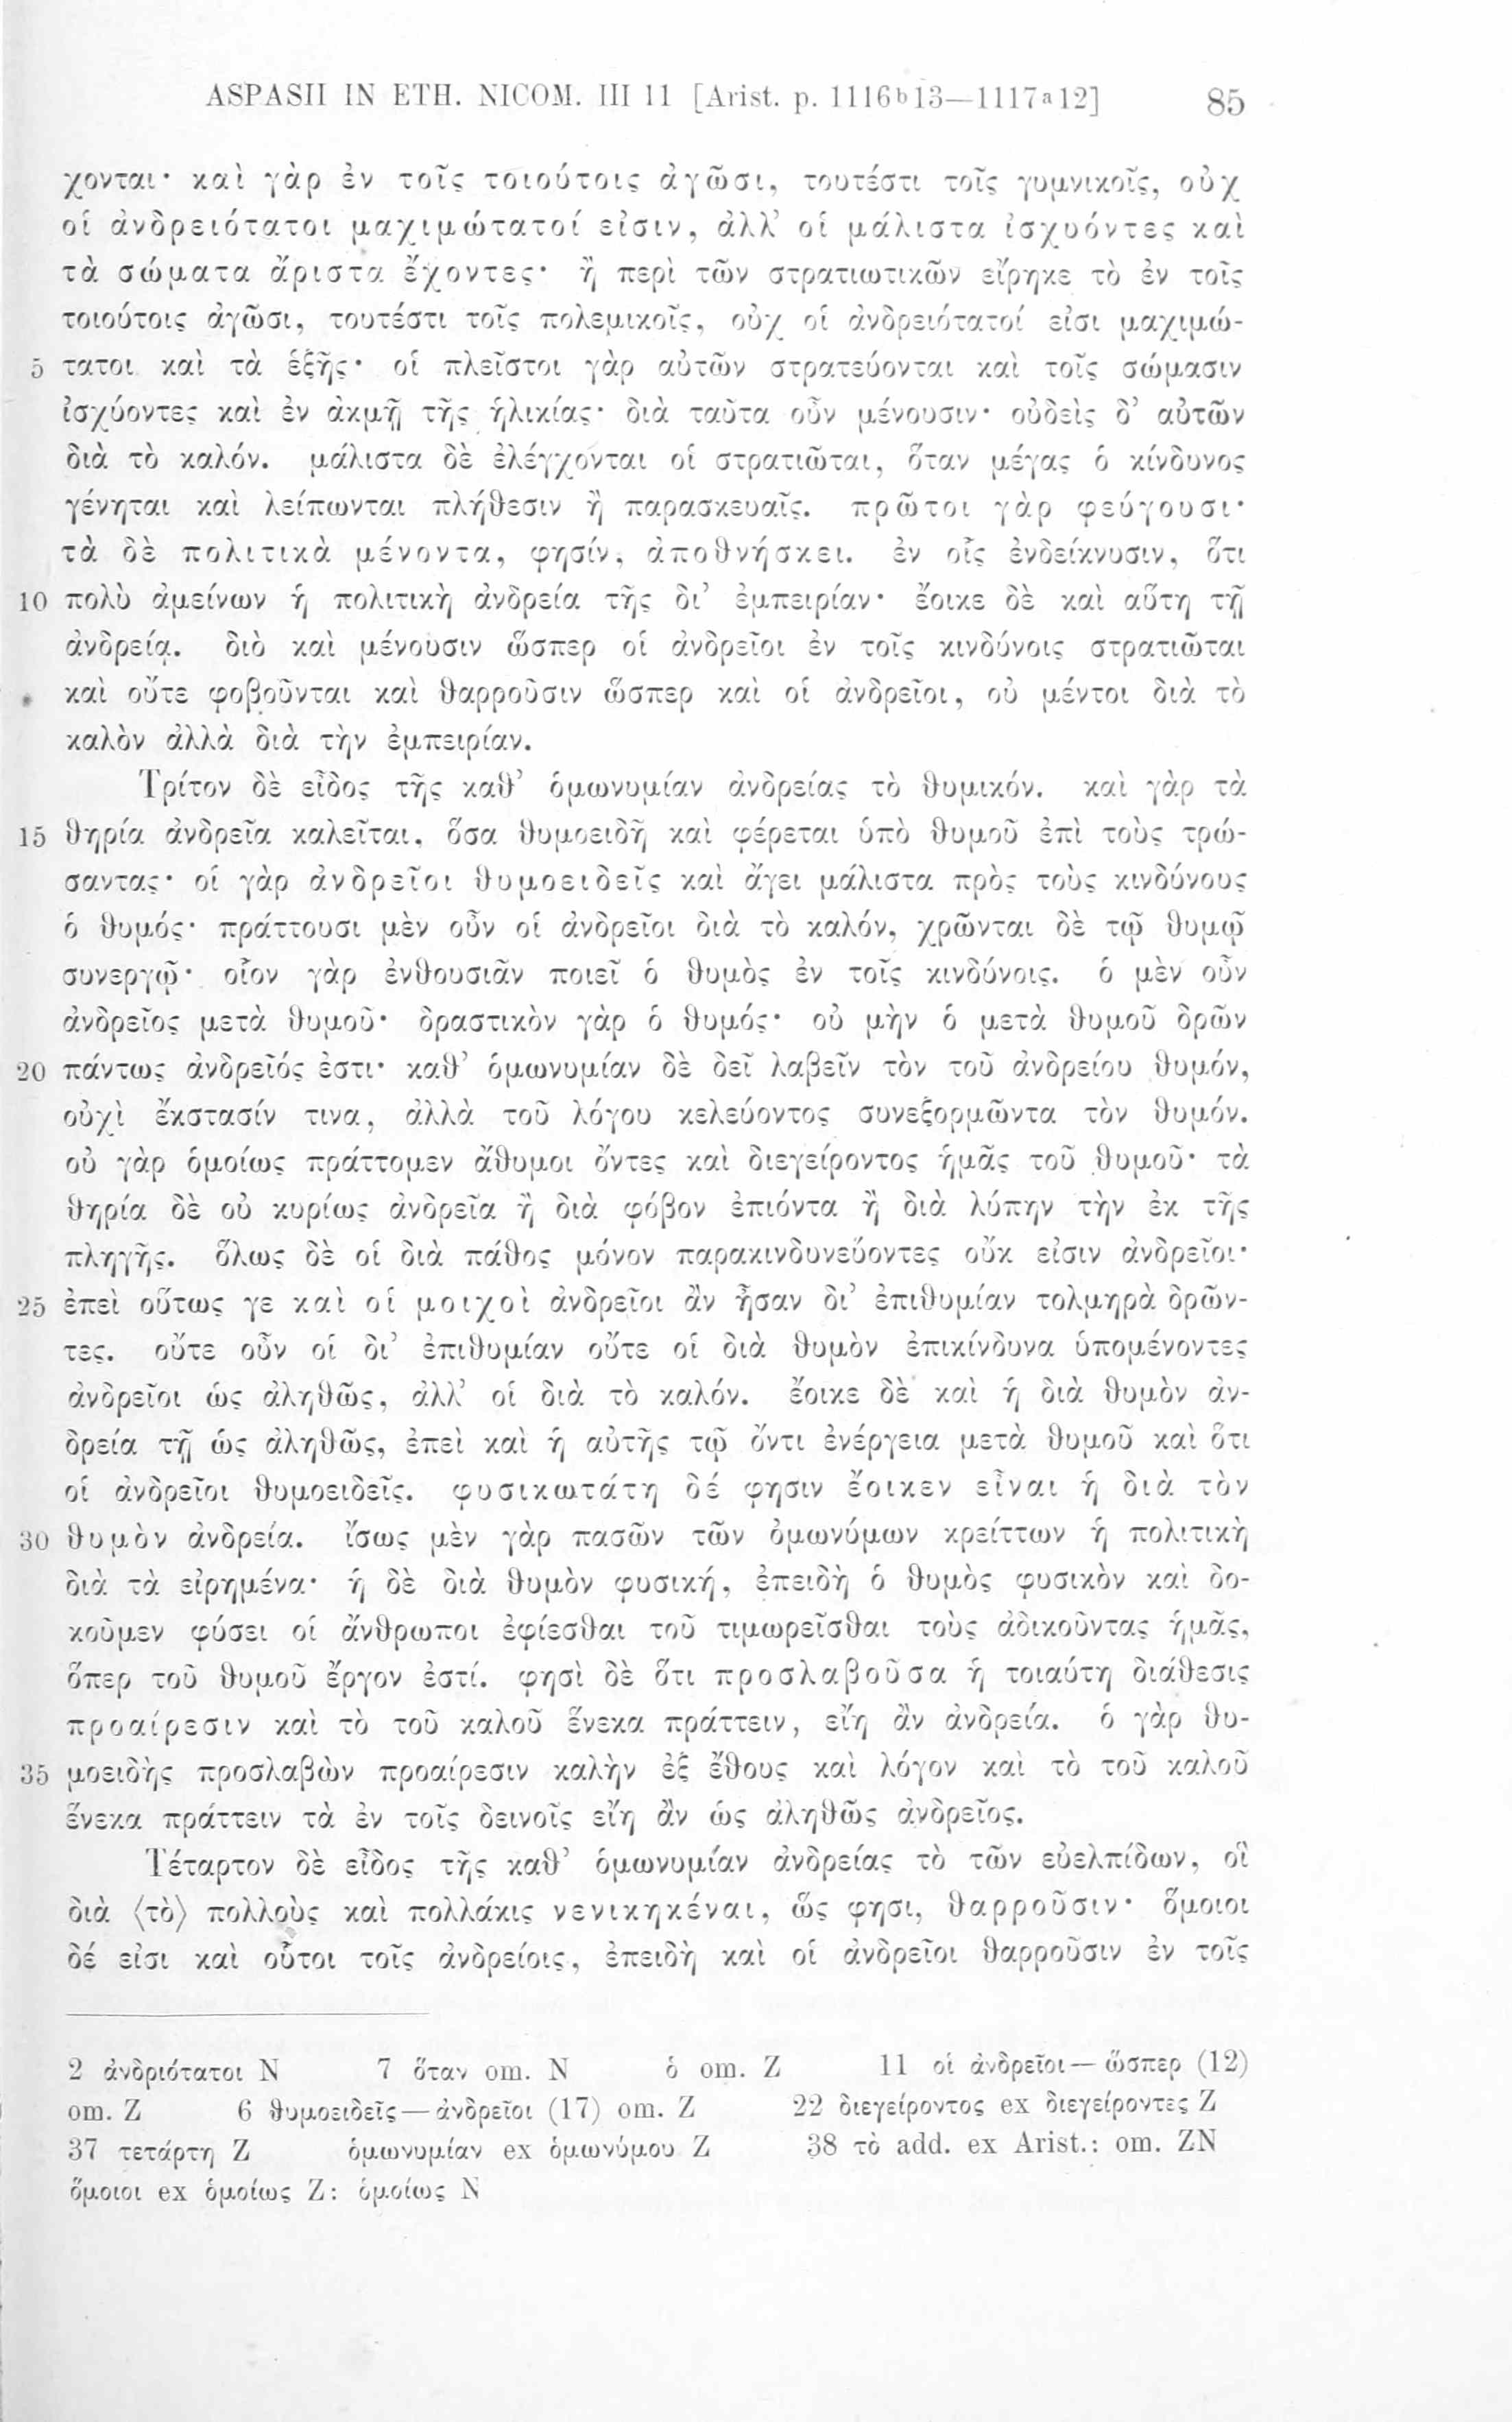 ASPASII IN ETH. NICOM. III 11 [Arist. p. 1116b13—1117a12] 85
χονται· καὶ γὰρ ἐν τοῖς τοιούτοις ἀγῶσι, τουτέστι τοῖς γυμνικοῖς, οὐχ
οἱ ἀνδρειότατοι μαχιμώτατοί εἰσιν, ἀλλ’ οἱ μάλιστα ἰσχυόντες καὶ
τὰ σώματα ἄριστα ἔχοντες· ἢ περὶ τῶν στρατιωτικῶν εἴρηκε τὸ ἐν τοῖς
τοιούτοις ἀγῶσι, τουτέστι τοῖς πολεμικοῖς, οὐχ οἱ ἀνδρειότατοί εἰσι μαχιμώ-
5 τατοι καὶ τὰ ἑξῆς· οἱ πλεῖστοι γὰρ αὐτῶν στρατεύονται καὶ τοῖς σώμασιν
ἰσχύοντες καὶ ἐν ἀκμῇ τῆς ἡλικίας· διὰ ταῦτα οὖν μένουσιν· οὐδεὶς δ’ αὐτῶν
διὰ τὸ καλόν. μάλιστα δὲ ἐλέγχονται οἱ στρατιῶται, ὅταν μέγας ὁ κίνδυνος
γένηται καὶ λείπωνται πλήθεσιν ἢ παρασκευαῖς. πρῶτοι γὰρ φεύγουσι·
τὰ δὲ πολιτικὰ μένοντα, φησίν, ἀποθνήσκει. ἐν οἷς ἐνδείκνυσιν, ὅτι
10 πολὺ ἀμείνων ἡ πολιτικὴ ἀνδρεία τῆς δι’ ἐμπειρίαν· ἔοικε δὲ καὶ αὕτη τῇ
ἀνδρείᾳ. διὸ καὶ μένουσιν ὥσπερ οἱ ἀνδρεῖοι ἐν τοῖς κινδύνοις στρατιῶται
καὶ οὔτε φοβοῦνται καὶ θαρροῦσιν ὥσπερ καὶ οἱ ἀνδρεῖοι, οὐ μέντοι διὰ τὸ
καλὸν ἀλλὰ διὰ τὴν ἐμπειρίαν.
Τρίτον δὲ εἶδος τῆς καθ’ ὁμωνυμίαν ἀνδρείας τὸ θυμικόν. καὶ γὰρ τὰ
15 θηρία ἀνδρεῖα καλεῖται, ὅσα θυμοειδῆ καὶ φέρεται ὑπὸ θυμοῦ ἐπὶ τοὺς τρώ-
σαντας· οἱ γὰρ ἀνδρεῖοι θυμοειδεῖς καὶ ἄγει μάλιστα πρὸς τοὺς κινδύνους
ὁ θυμός· πράττουσι μὲν οὖν οἱ ἀνδρεῖοι διὰ τὸ καλόν, χρῶνται δὲ τῷ θυμῷ
συνεργῷ· οἷον γὰρ ἐνθουσιᾶν ποιεῖ ὁ θυμὸς ἐν τοῖς κινδύνοις. ὁ μὲν οὖν
ἀνδρεῖος μετὰ θυμοῦ· δραστικὸν γὰρ ὁ θυμός· οὐ μὴν ὁ μετὰ θυμοῦ δρῶν
20 πάντως ἀνδρεῖός ἐστι· καθ’ ὁμωνυμίαν δὲ δεῖ λαβεῖν τὸν τοῦ ἀνδρείου θυμόν,
οὐχὶ ἔκστασίν τινα, ἀλλὰ τοῦ λόγου κελεύοντος συνεξορμῶντα τὸν θυμόν.
οὐ γὰρ ὁμοίως πράττομεν ἄθυμοι ὄντες καὶ διεγείροντος ἡμᾶς τοῦ θυμοῦ· τὰ
θηρία δὲ οὐ κυρίως ἀνδρεῖα ἢ διὰ φόβον ἐπιόντα ἢ διὰ λύπην τὴν ἐκ τῆς
πληγῆς. ὅλως δὲ οἱ διὰ πάθος μόνον παρακινδυνεύοντες οὔκ εἰσιν ἀνδρεῖοι·
25 ἐπεὶ οὕτως γε καὶ οἱ μοιχοὶ ἀνδρεῖοι ἂν ἦσαν δι’ ἐπιθυμίαν τολμηρὰ δρῶν-
τες. οὔτε οὖν οἱ δι’ ἐπιθυμίαν οὔτε οἱ διὰ θυμὸν ἐπικίνδυνα ὑπομένοντες
ἀνδρεῖοι ὡς ἀληθῶς, ἀλλ’ οἱ διὰ τὸ καλόν. ἔοικε δὲ καὶ ἡ διὰ θυμὸν ἀν-
δρεία τῇ ὡς ἀληθῶς, ἐπεὶ καὶ ἡ αὐτῆς τῷ ὄντι ἐνέργεια μετὰ θυμοῦ καὶ ὅτι
οἱ ἀνδρεῖοι θυμοειδεῖς. φυσικωτάτη δέ φησιν ἔοικεν εἶναι ἡ διὰ τὸν
30 θυμὸν ἀνδρεία. ἴσως μὲν γὰρ πασῶν τῶν ὁμωνύμων κρείττων ἡ πολιτικὴ
διὰ τὰ εἰρημένα· ἡ δὲ διὰ θυμὸν φυσική, ἐπειδὴ ὁ θυμὸς φυσικὸν καὶ δο-
κοῦμεν φύσει οἱ ἄνθρωποι ἐφίεσθαι τοῦ τιμωρεῖσθαι τοὺς ἀδικοῦντας ἡμᾶς,
ὅπερ τοῦ θυμοῦ ἔργον ἐστί. φησὶ δὲ ὅτι προσλαβοῦσα ἡ τοιαύτη διάθεσις
προαίρεσιν καὶ τὸ τοῦ καλοῦ ἕνεκα πράττειν, εἴη ἂν ἀνδρεία. ὁ γὰρ θυ-
35 μοειδὴς προσλαβὼν προαίρεσιν καλὴν ἐξ ἔθους καὶ λόγον καὶ τὸ τοῦ καλοῦ
ἕνεκα πράττειν τὰ ἐν τοῖς δεινοῖς εἴη ἂν ὡς ἀληθῶς ἀνδρεῖος.
Τέταρτον δὲ εἶδος τῆς καθ’ ὁμωνυμίαν ἀνδρείας τὸ τῶν εὐελπίδων, οἳ
διὰ ⟨τὸ⟩ πολλοὺς καὶ πολλάκις νενικηκέναι, ὥς φησι, θαρροῦσιν· ὅμοιοι
δέ εἰσι καὶ οὗτοι τοῖς ἀνδρείοις, ἐπειδὴ καὶ οἱ ἀνδρεῖοι θαρροῦσιν ἐν τοῖς
2 ἀνδριότατοι N 7 ὅταν om. N ὁ om. Z 11 οἱ ἀνδρεῖοι—ὥσπερ (12)
om. Z 6 θυμοειδεῖς—ἀνδρεῖοι (17) om. Z 22 διεγείροντος ex διεγείροντες Z
37 τετάρτη Z ὁμωνυμίαν ex ὁμωνύμου Z 38 τὸ add. ex Arist.: om. ZN
ὅμοιοι ex ὁμοίως Z: ὁμοίως N